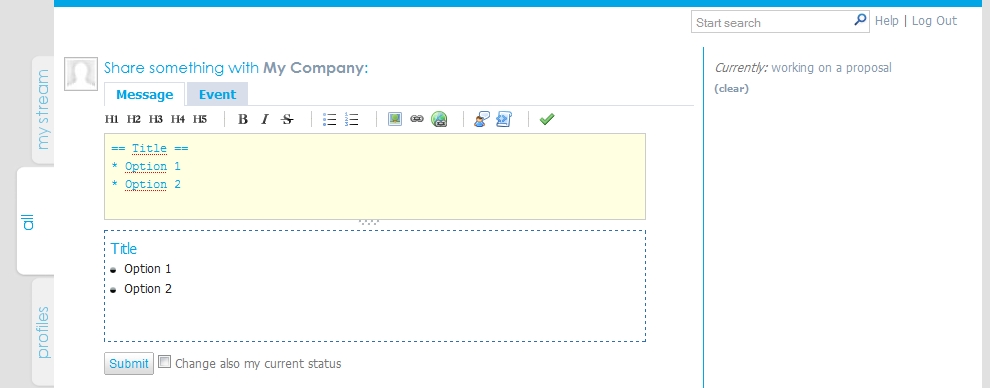 Start search
Help | Log Out
my stream
all
profiles
Share something with My Company:
Message Event
H1 H2 H3 H4 H5 B I S
== Title ==
* Option 1
* Option 2
Title
Option 1
Option 2
Submit Change also my current status
Currently: working on a proposal
(clear)